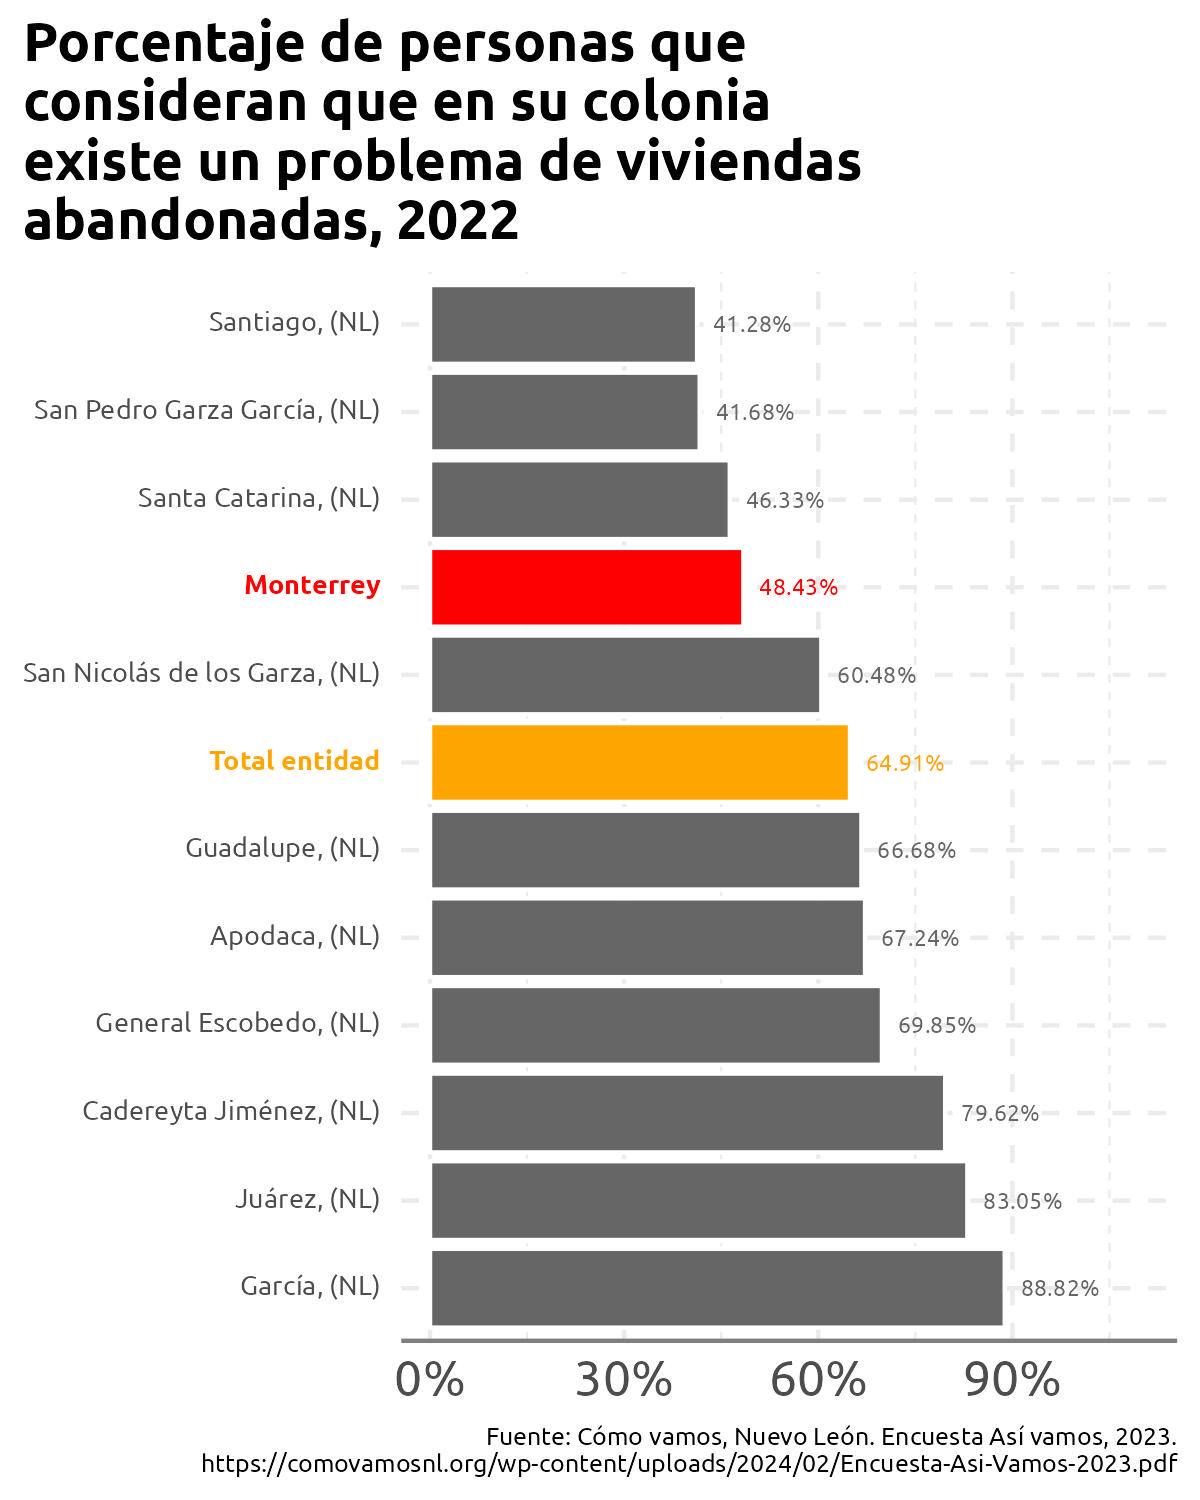 Porcentaje de personas que
consideran que en su colonia
existe un problema de viviendas
abandonadas, 2022
Santiago, (NL) 41.28%
San Pedro Garza García, (NL) 41.68%
Santa Catarina, (NL) 46.33%
Monterrey 48.43%
San Nicolás de los Garza, (NL) 60.48%
Total entidad 64.91%
Guadalupe, (NL) 66.68%
Apodaca, (NL) 67.24%
General Escobedo, (NL) 69.85%
Cadereyta Jiménez, (NL) 79.62%
Juárez, (NL) 83.05%
García, (NL) 88.82%
0% 30% 60% 90%
Fuente: Cómo vamos, Nuevo León. Encuesta Así vamos, 2023.
https://comovamosnl.org/wp-content/uploads/2024/02/Encuesta-Asi-Vamos-2023.pdf